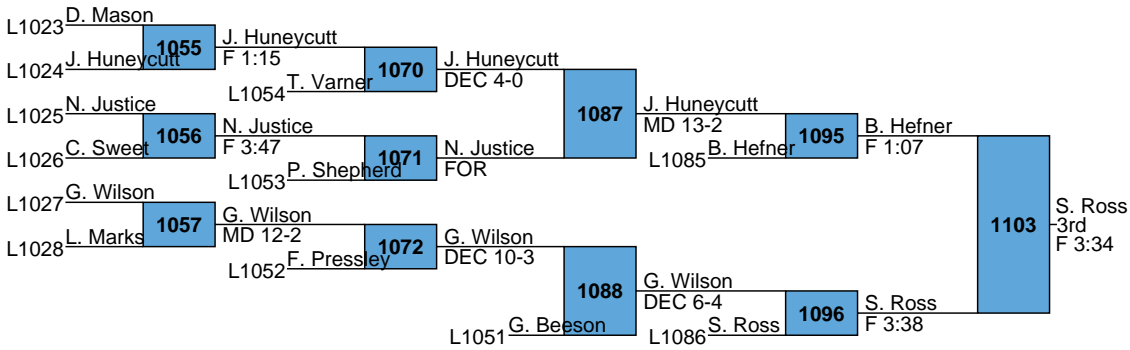 L1023 D. Mason
1055
L1024 J. Huneycutt
J. Huneycutt
F 1:15
1070
L1054 T. Varner
J. Huneycutt
DEC 4-0
L1025 N. Justice
1056
L1026 C. Sweet
N. Justice
F 3:47
1071
L1053 P. Shepherd
N. Justice
FOR
1087
J. Huneycutt
MD 13-2
1095
L1085 B. Hefner
B. Hefner
F 1:07
L1027 G. Wilson
1057
L1028 L. Marks
G. Wilson
MD 12-2
1072
L1052 F. Pressley
G. Wilson
DEC 10-3
1088
L1051 G. Beeson
G. Wilson
DEC 6-4
1096
L1086 S. Ross
S. Ross
F 3:38
1103
S. Ross
3rd
F 3:34